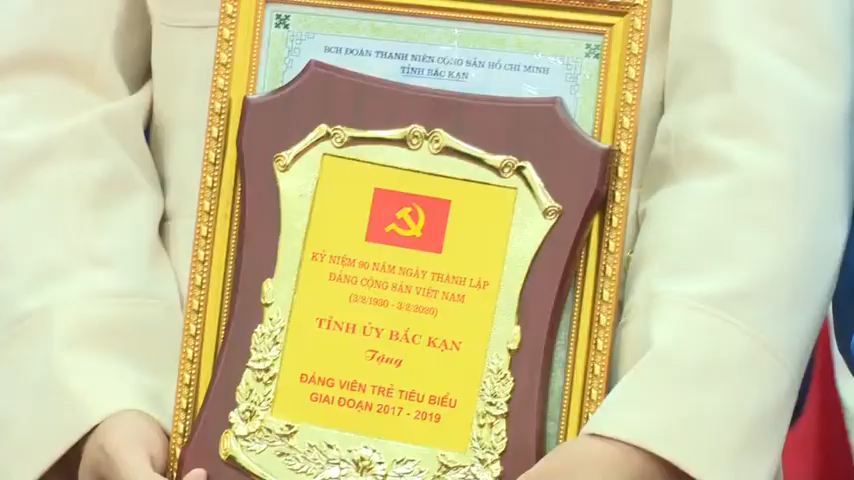 BCH ĐOÀN THANH NIÊN CỘNG SẢN HỒ CHÍ MINH
TỈNH BẮC KẠN
KỶ NIỆM 90 NĂM NGÀY THÀNH LẬP
ĐẢNG CỘNG SẢN VIỆT NAM
(3/2/1930 - 3/2/2020)
TỈNH ỦY BẮC KẠN
Tặng
ĐẢNG VIÊN TRẺ TIÊU BIỂU
GIAI ĐOẠN 2017 - 2019